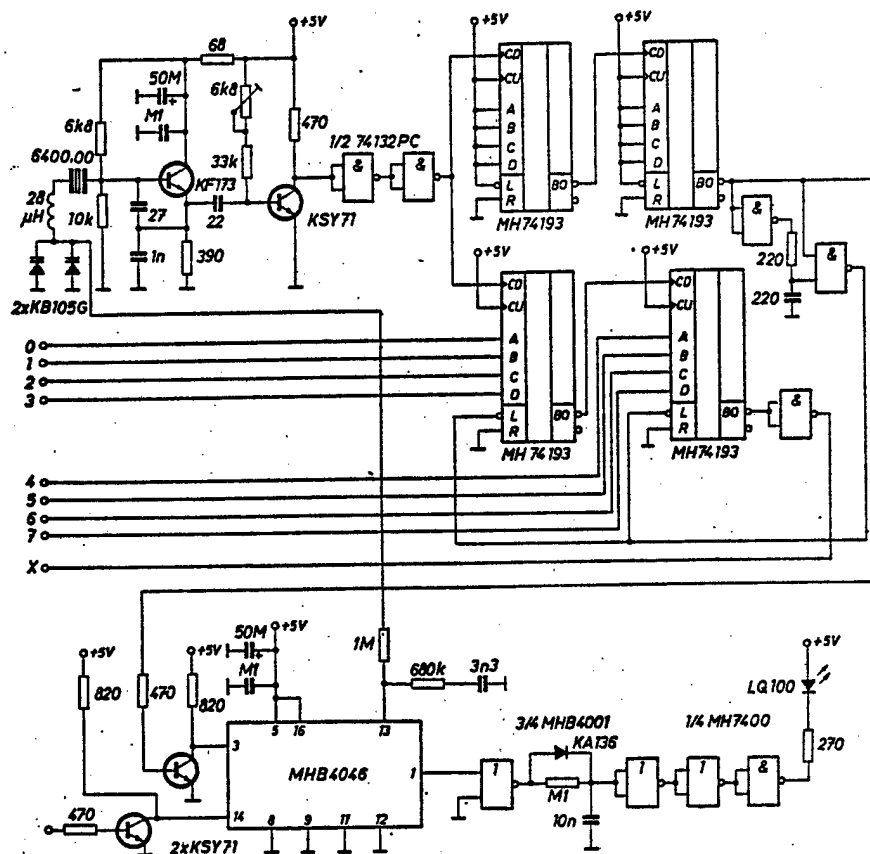 +5V
+5V
+5V
68
50M
+
M1
6k8
6k8
470
33k
1/2 74132PC
&
&
6400,00
28 µH
10k
27
KF173
22
1n
390
KSY71
2xKB105G
CD
CU
A
B
C
D
L
R
BO
MH74193
CD
CU
A
B
C
D
L
R
BO
MH74193
&
220
&
220
+5V
+5V
CD
CU
A
B
C
D
L
R
BO
MH74193
CD
CU
A
B
C
D
L
R
BO
MH74193
&
0
1
2
3
4
5
6
7
X
+5V
820
470
+5V
820
50M
+
M1
+5V
1M
680k
3n3
5
16
13
3
MHB4046
1
14
8
9
11
12
470
2xKSY71
3/4 MHB4001
KA136
1
M1
10n
1
1
1/4 MH7400
&
+5V
LQ100
270